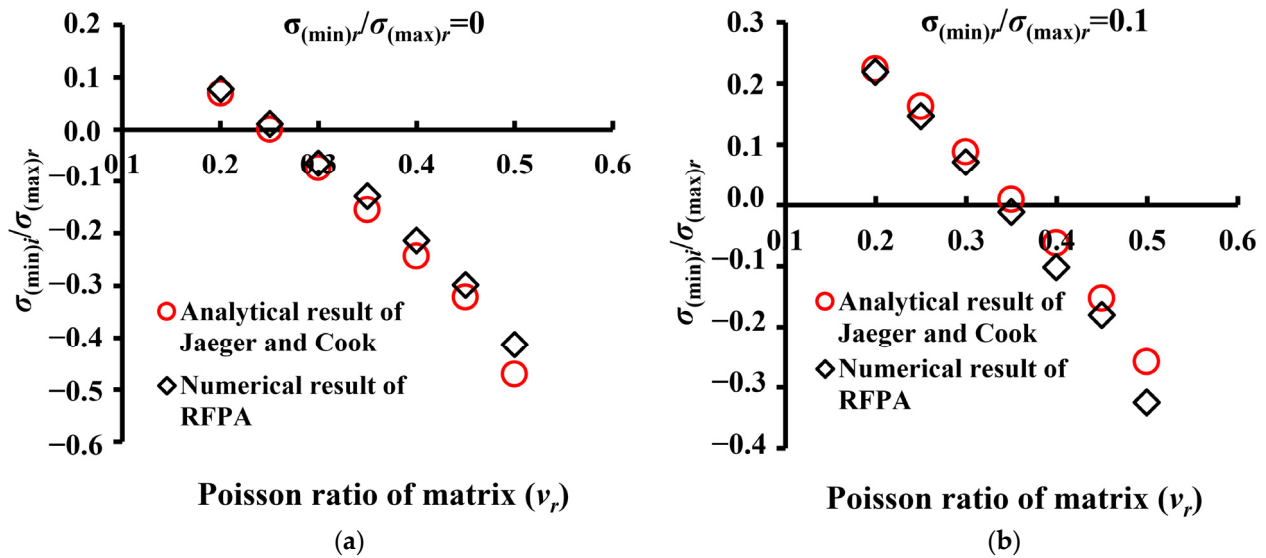 σ(min)r/σ(max)r=0
0.2
0.1
0.0
−0.1
−0.2
−0.3
−0.4
−0.5
−0.6
0.1 0.2 0.3 0.4 0.5 0.6
σ(min)i/σ(max)r
Analytical result of
Jaeger and Cook
Numerical result of
RFPA
Poisson ratio of matrix (νr)
(a)
σ(min)r/σ(max)r=0.1
0.3
0.2
0.1
0.0
−0.1
−0.2
−0.3
−0.4
0.1 0.2 0.3 0.4 0.5 0.6
σ(min)i/σ(max)r
Analytical result of
Jaeger and Cook
Numerical result of
RFPA
Poisson ratio of matrix (νr)
(b)